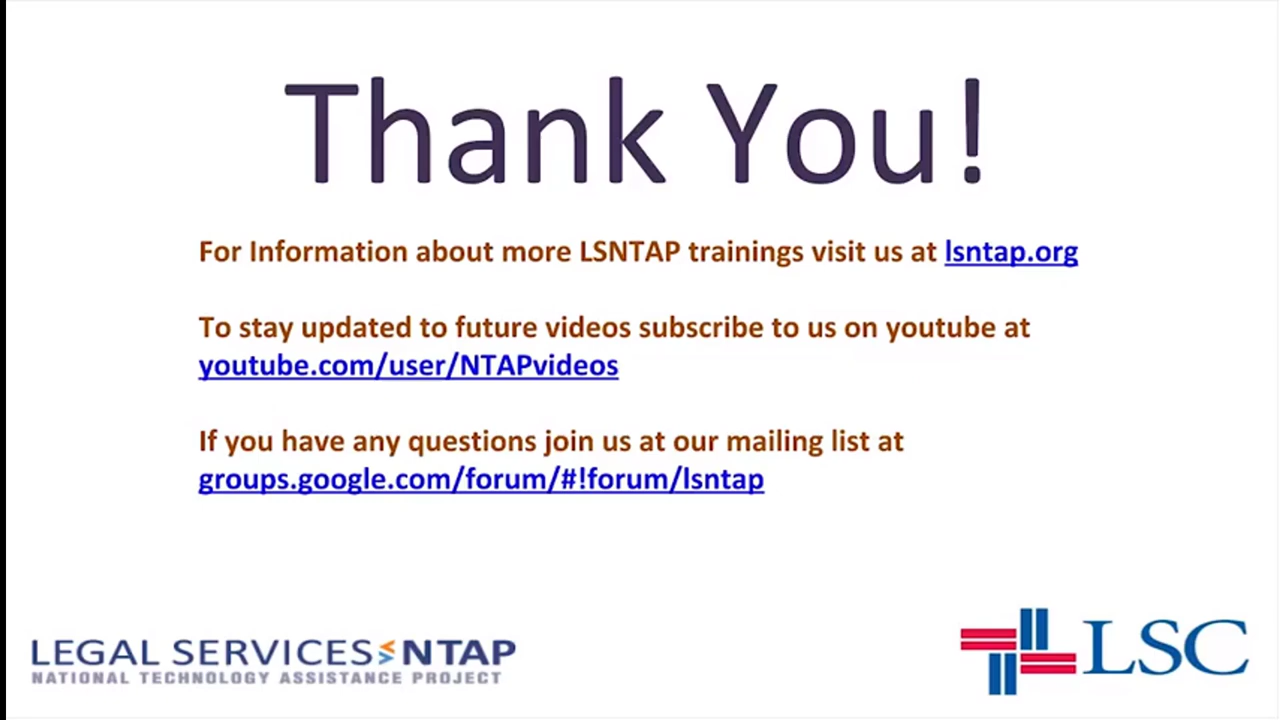 Thank You!
For Information about more LSNTAP trainings visit us at lsntap.org
To stay updated to future videos subscribe to us on youtube at
youtube.com/user/NTAPvideos
If you have any questions join us at our mailing list at
groups.google.com/forum/#!forum/lsntap
LEGAL SERVICES NTAP
NATIONAL TECHNOLOGY ASSISTANCE PROJECT
LSC